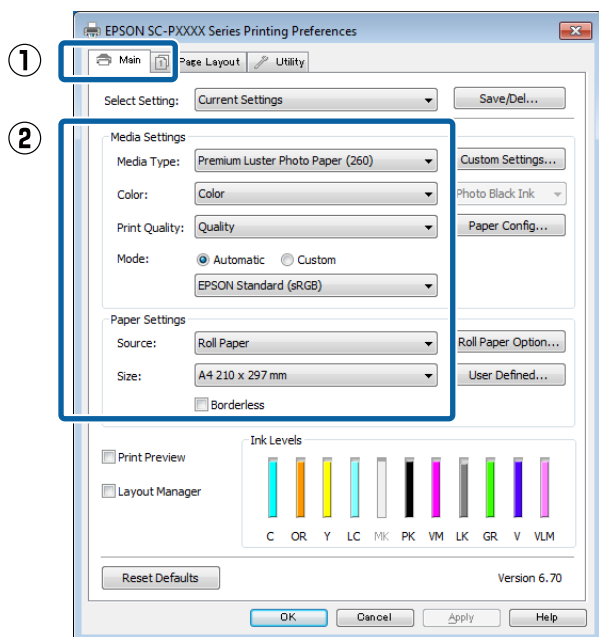 EPSON SC-PXXXX Series Printing Preferences
① Main Page Layout Utility
Select Setting: Current Settings Save/Del...
②
Media Settings
Media Type: Premium Luster Photo Paper (260) Custom Settings...
Color: Color Photo Black Ink
Print Quality: Quality Paper Config...
Mode: Automatic Custom
EPSON Standard (sRGB)
Paper Settings
Source: Roll Paper Roll Paper Option...
Size: A4 210 x 297 mm User Defined...
Borderless
Ink Levels
Print Preview
Layout Manager
C OR Y LC MK PK VM LK GR V VLM
Reset Defaults Version 6.70
OK Cancel Apply Help